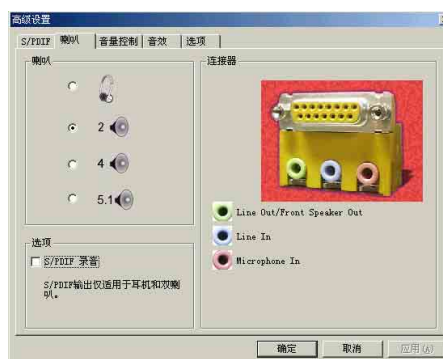 高级设置
S/PDIF 喇叭 音量控制 音效 选项
喇叭
2
4
5.1
选项
S/PDIF 录音
S/PDIF输出仅适用于耳机和双喇
叭。
连接器
Line Out/Front Speaker Out
Line In
Microphone In
确定 取消 应用(A)